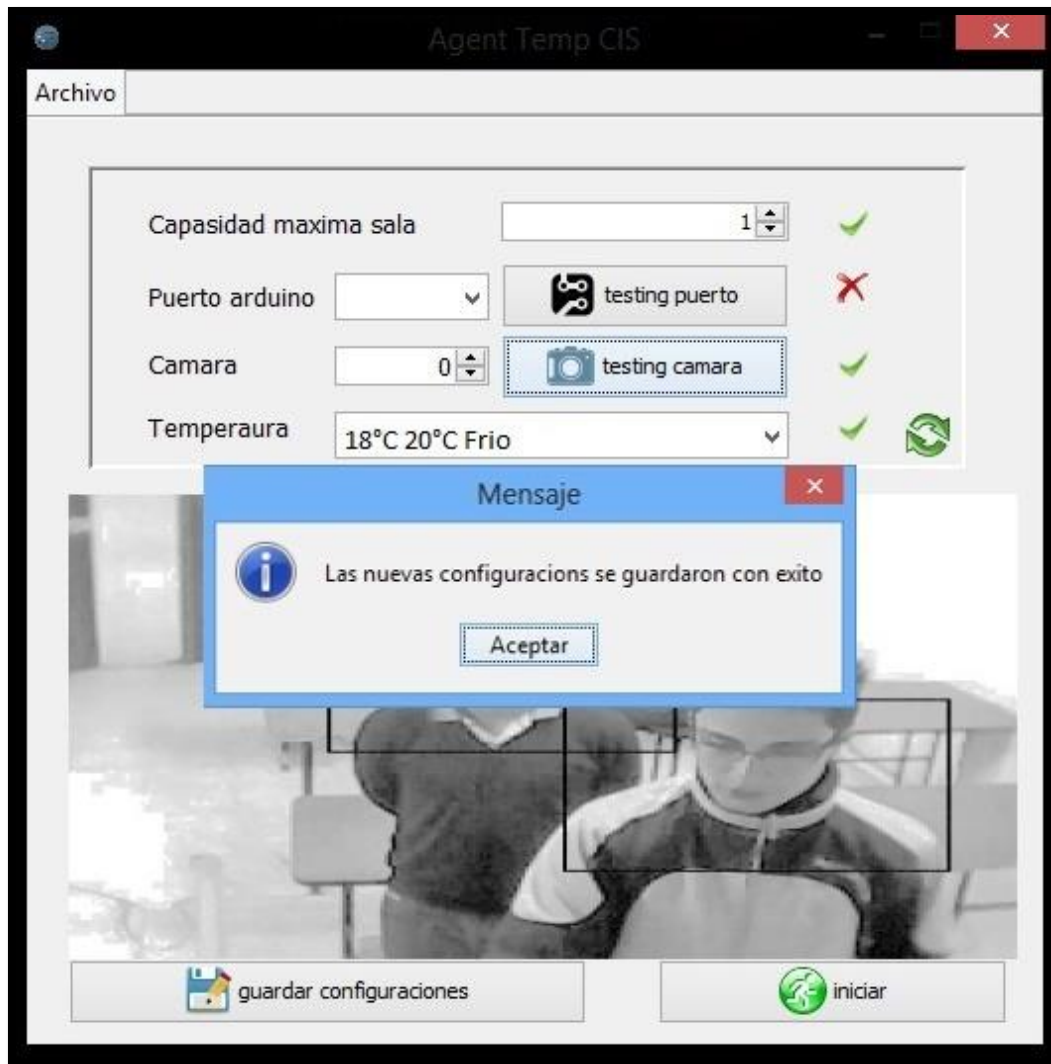 Agent Temp CIS
Archivo
Capasidad maxima sala 1
Puerto arduino testing puerto
Camara 0 testing camara
Temperaura 18°C 20°C Frio
Mensaje
Las nuevas configuracions se guardaron con exito
Aceptar
guardar configuraciones iniciar